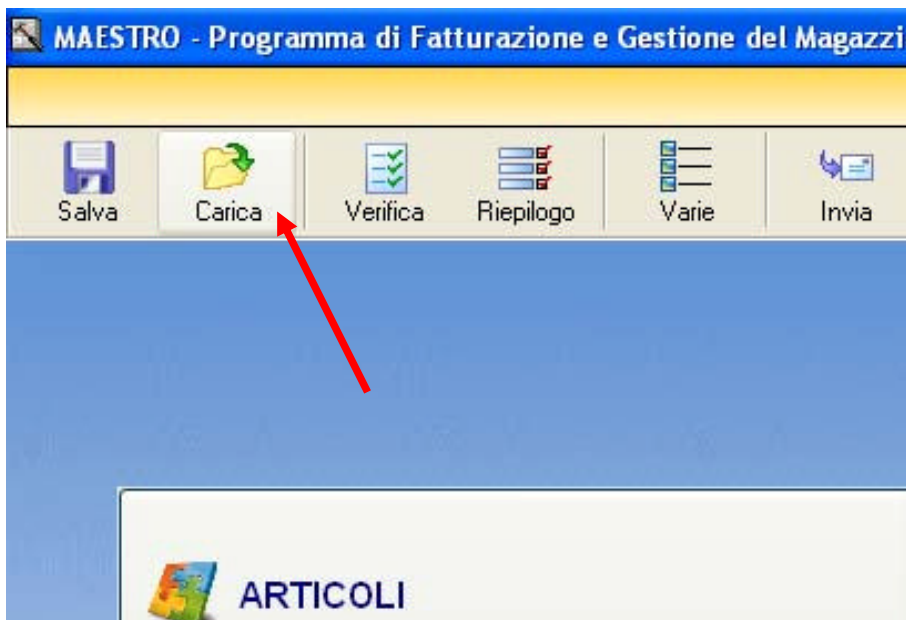 MAESTRO - Programma di Fatturazione e Gestione del Magazzi
Salva Carica Verifica Riepilogo Varie Invia
ARTICOLI